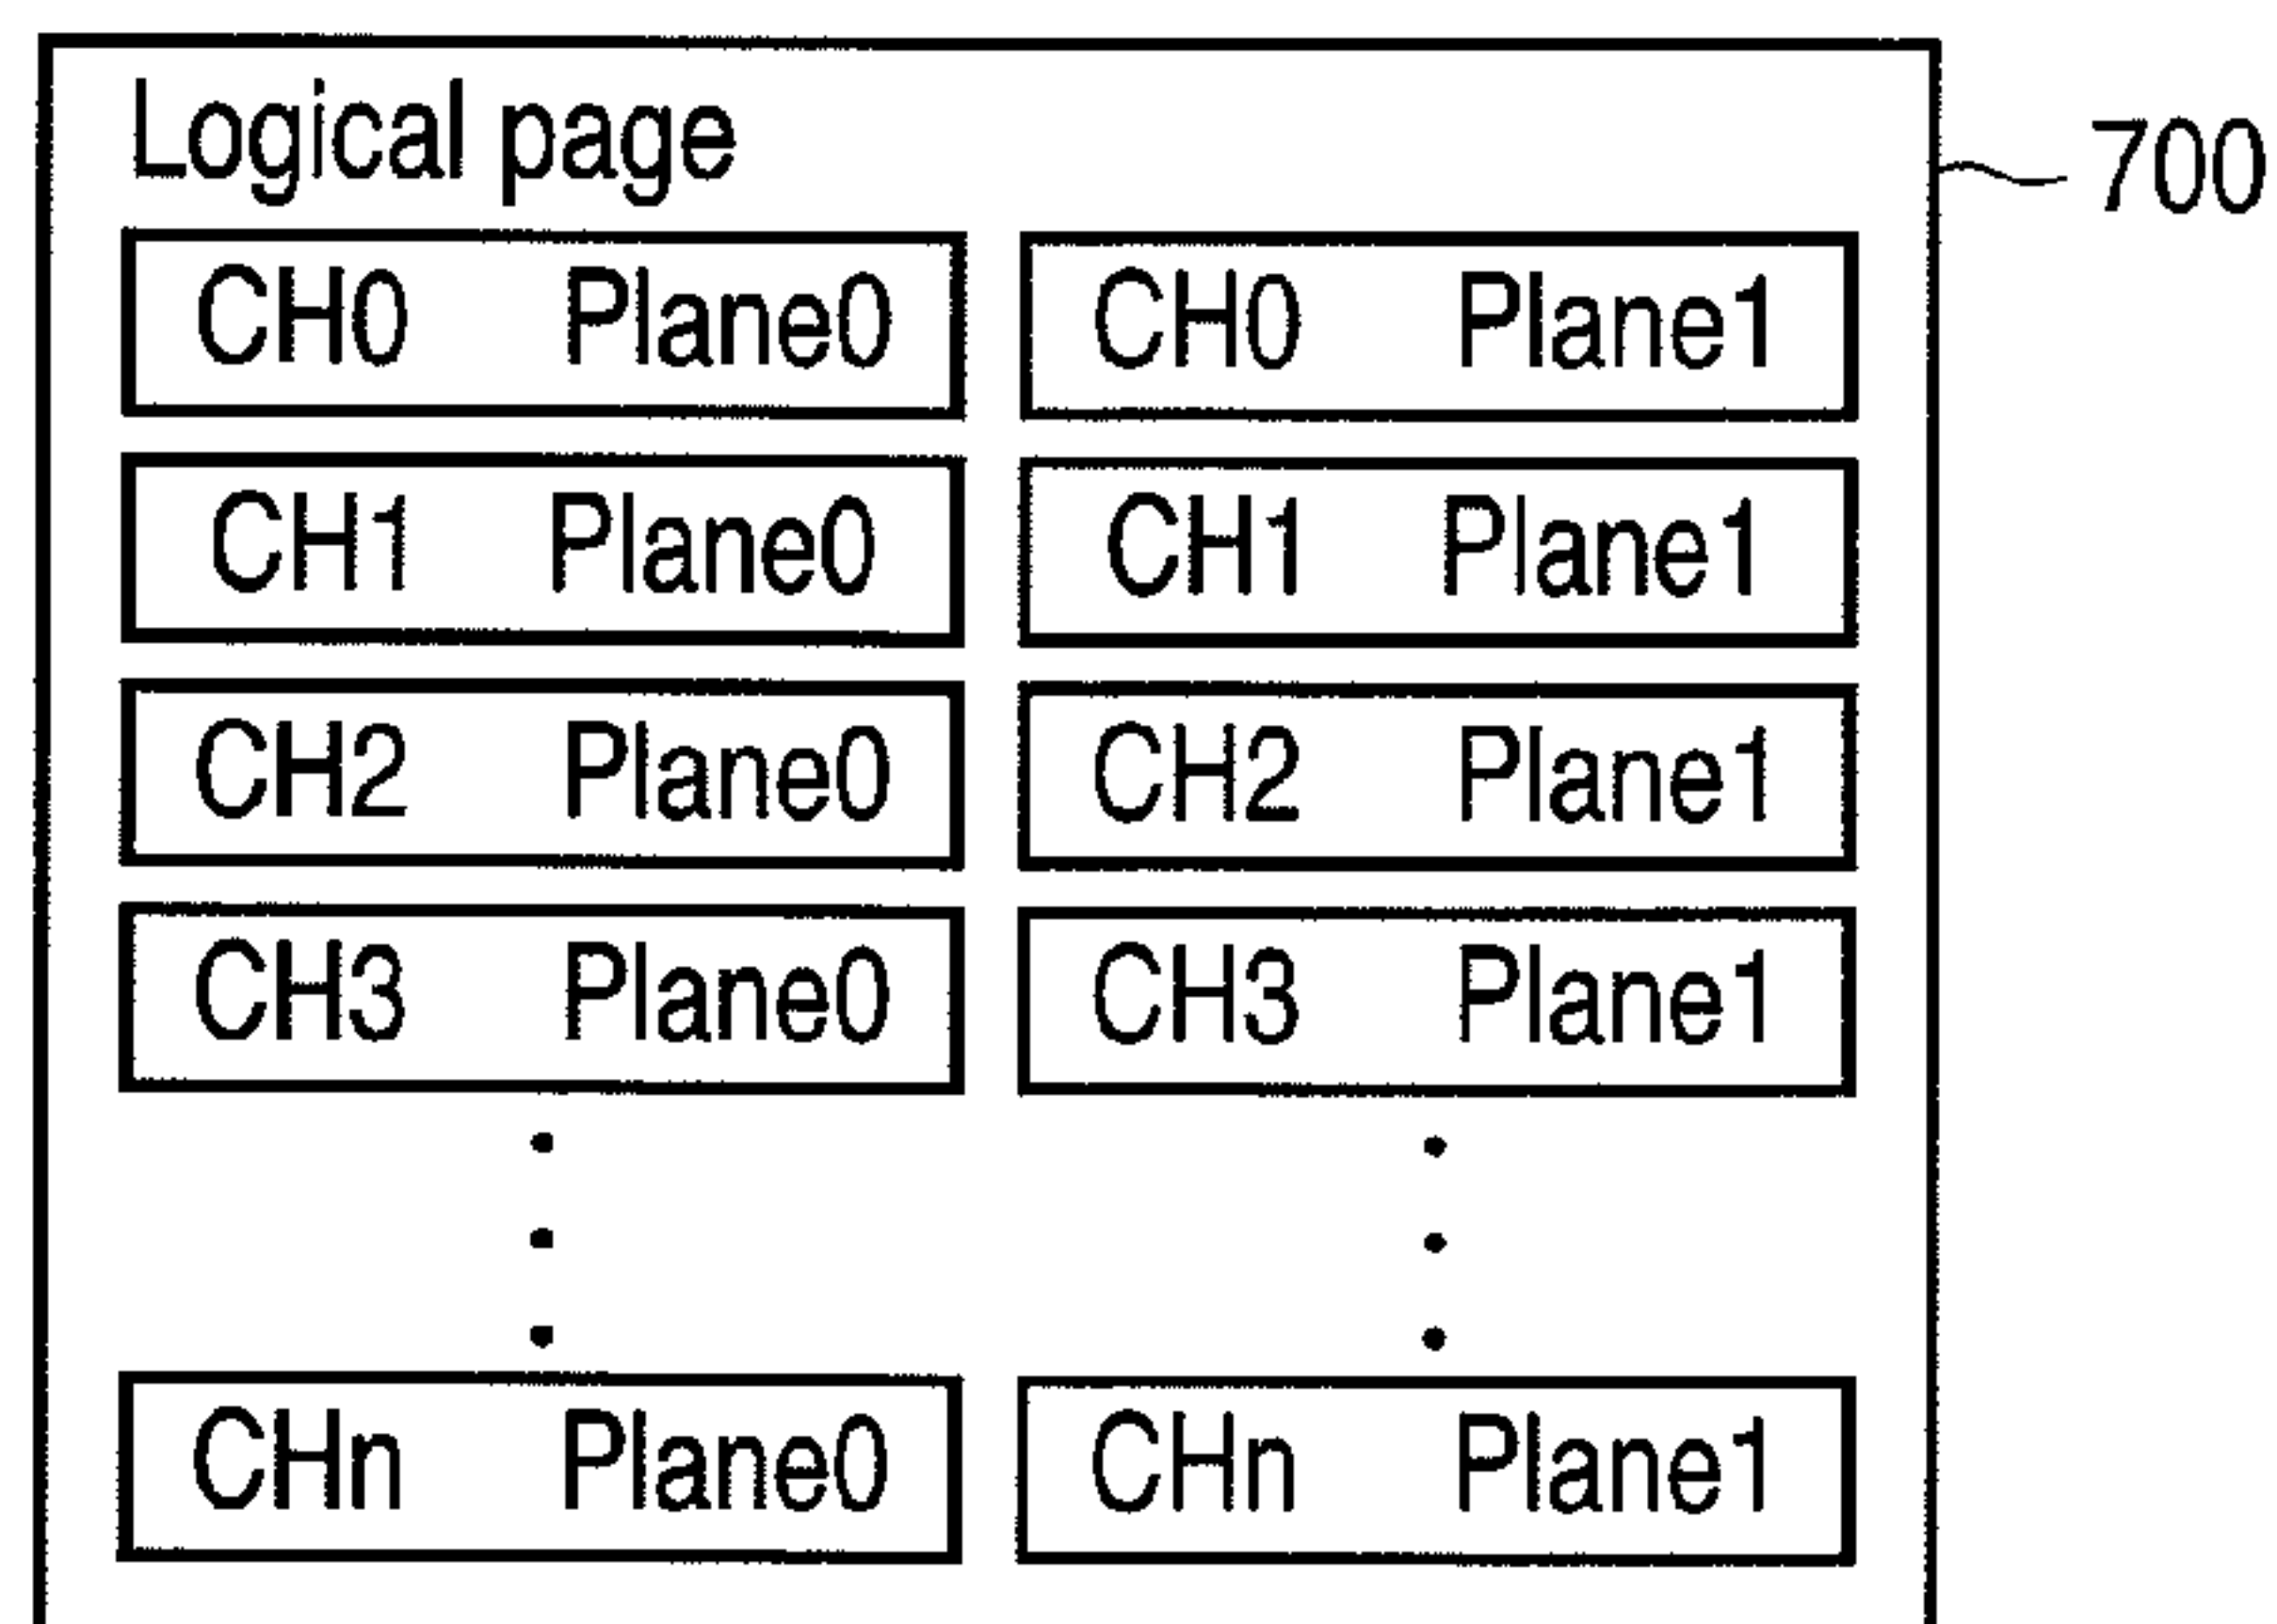 Logical page
700
CH0 Plane0 CH0 Plane1
CH1 Plane0 CH1 Plane1
CH2 Plane0 CH2 Plane1
CH3 Plane0 CH3 Plane1
CHn Plane0 CHn Plane1